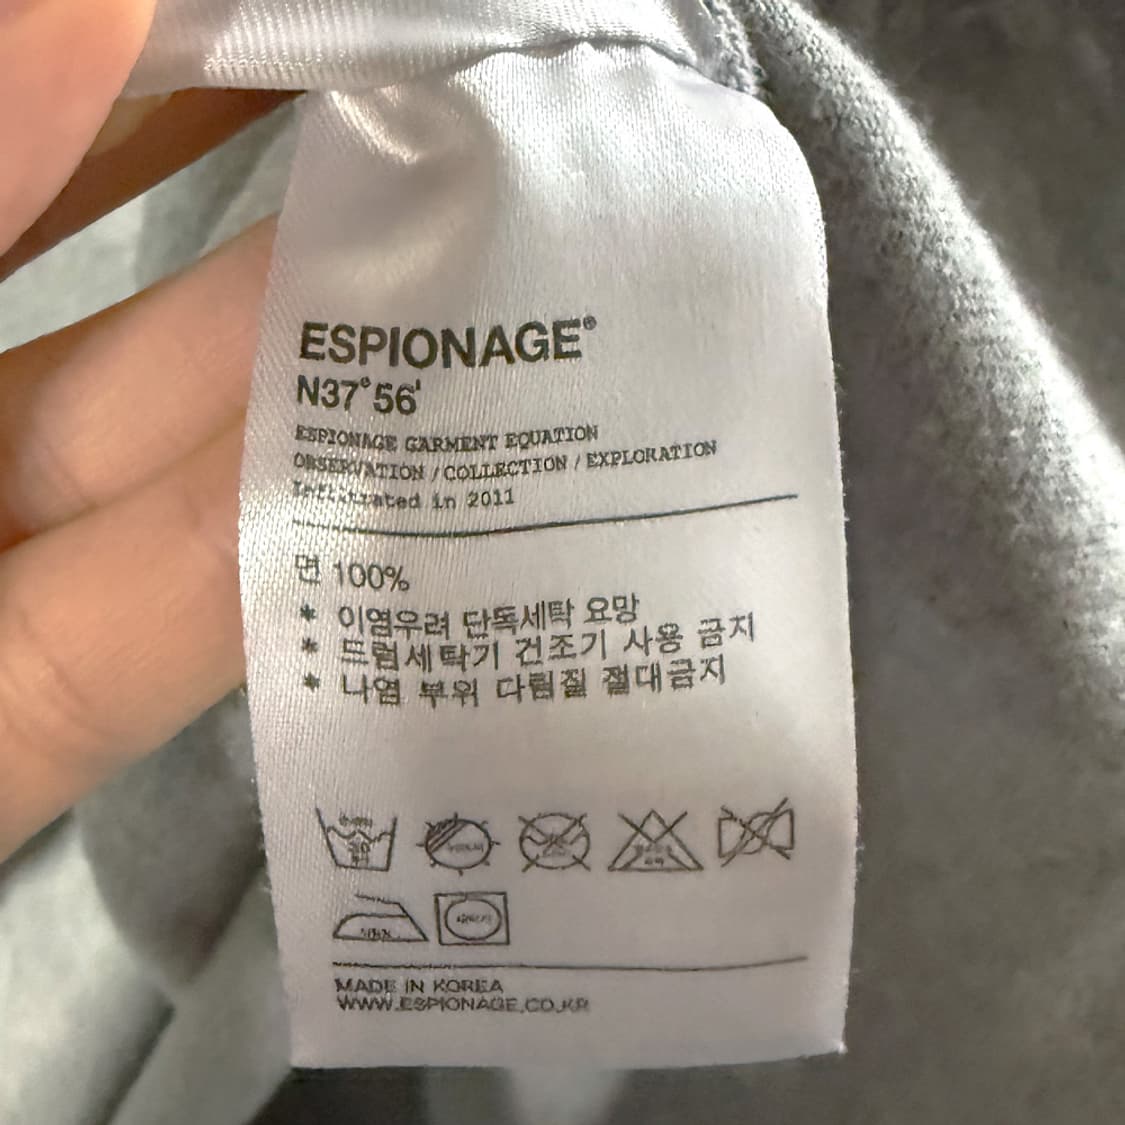 ESPIONAGE®
N37°56'
ESPIONAGE GARMENT EQUATION
OBSERVATION / COLLECTION / EXPLORATION
Infiltrated in 2011
면 100%
* 이염우려 단독세탁 요망
* 드럼세탁기 건조기 사용 금지
* 나염 부위 다림질 절대금지
MADE IN KOREA
WWW.ESPIONAGE.CO.KR